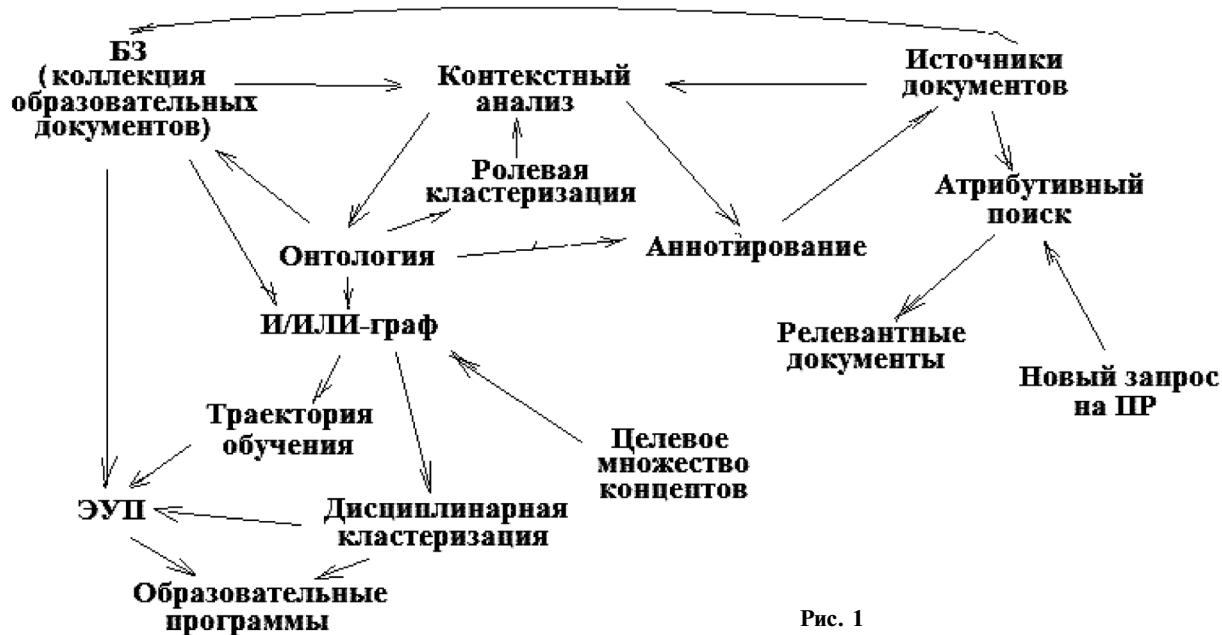 БЗ
(коллекция
образовательных
документов)
Контекстный
анализ
Источники
документов
Ролевая
кластеризация
Атрибутивный
поиск
Онтология
Аннотирование
И/ИЛИ-граф
Релевантные
документы
Новый запрос
на ПР
Траектория
обучения
Целевое
множество
концептов
ЭУП
Дисциплинарная
кластеризация
Образовательные
программы
Рис. 1